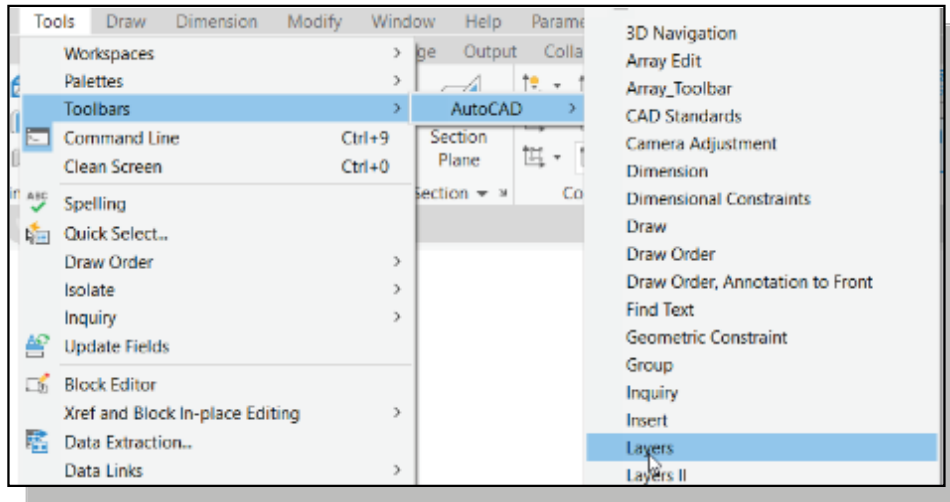 Tools Draw Dimension Modify Window Help Parame
ge Output Colla
Workspaces
Palettes
Toolbars
Command Line Ctrl+9
Clean Screen Ctrl+0
Spelling
Quick Select...
Draw Order
Isolate
Inquiry
Update Fields
Block Editor
Xref and Block In-place Editing
Data Extraction...
Data Links
AutoCAD
Section
Plane
Section
Co
3D Navigation
Array Edit
Array_Toolbar
CAD Standards
Camera Adjustment
Dimension
Dimensional Constraints
Draw
Draw Order
Draw Order, Annotation to Front
Find Text
Geometric Constraint
Group
Inquiry
Insert
Layers
Layers II